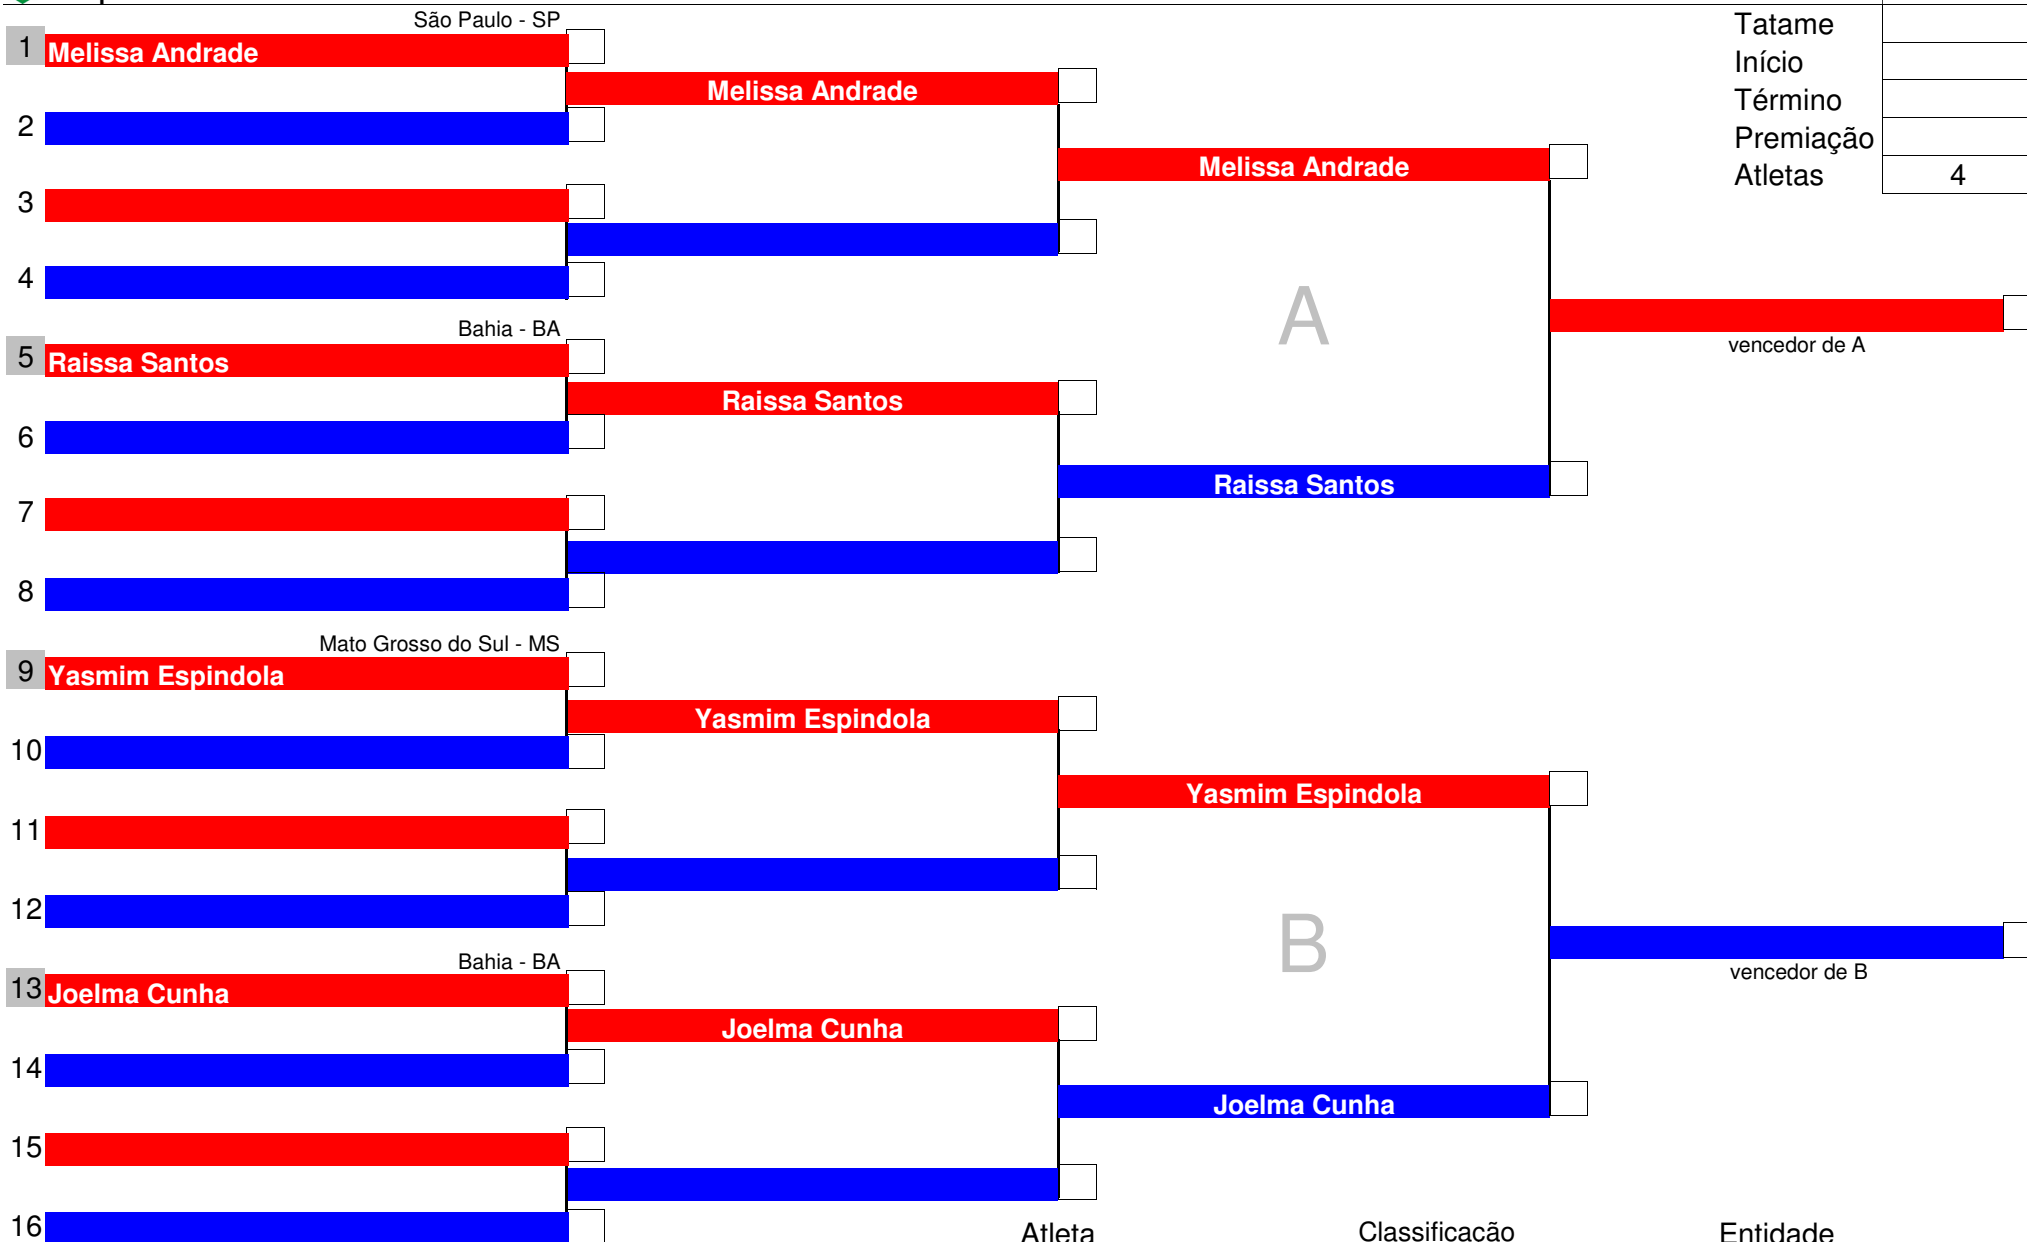 São Paulo - SP
1 Melissa Andrade
Melissa Andrade
2
Melissa Andrade
3
4
Tatame
Início
Término
Premiação
Atletas 4
A
vencedor de A
Bahia - BA
5 Raissa Santos
Raissa Santos
6
Raissa Santos
7
8
Mato Grosso do Sul - MS
9 Yasmim Espindola
Yasmim Espindola
10
Yasmim Espindola
11
12
B
vencedor de B
Bahia - BA
13 Joelma Cunha
Joelma Cunha
14
Joelma Cunha
15
16
Atleta Classificação Entidade